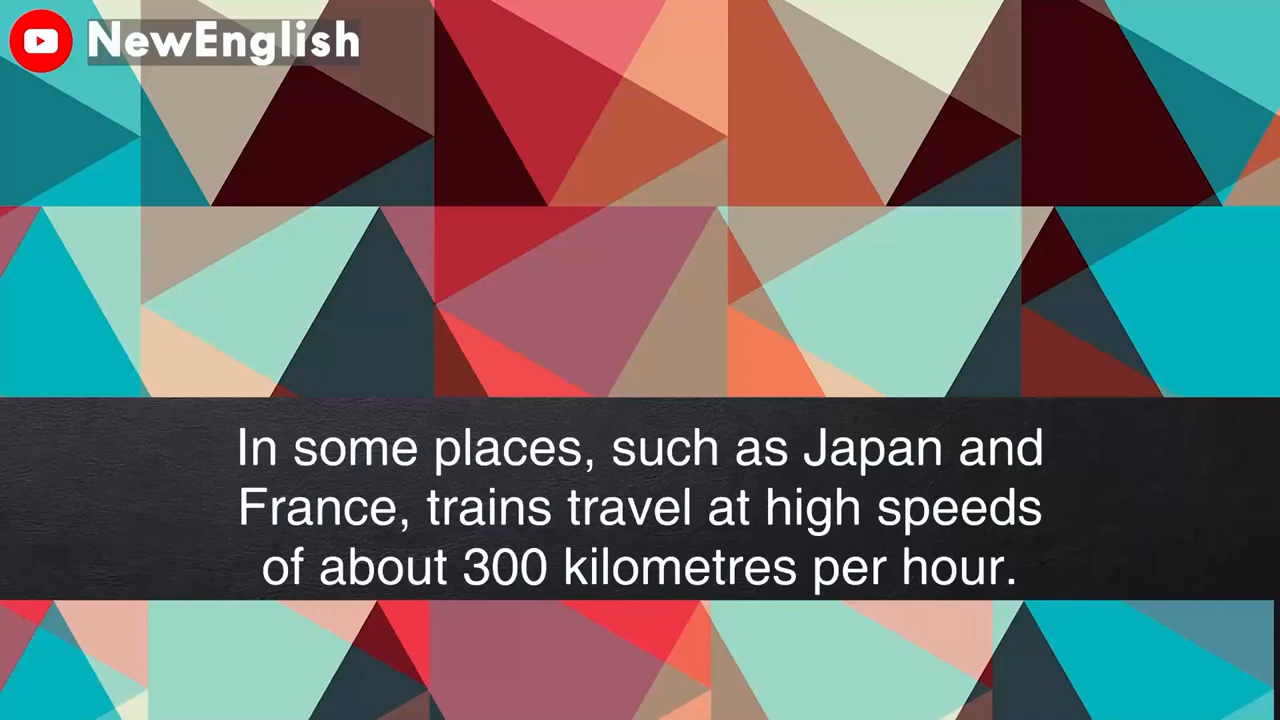 NewEnglish
In some places, such as Japan and
France, trains travel at high speeds
of about 300 kilometres per hour.